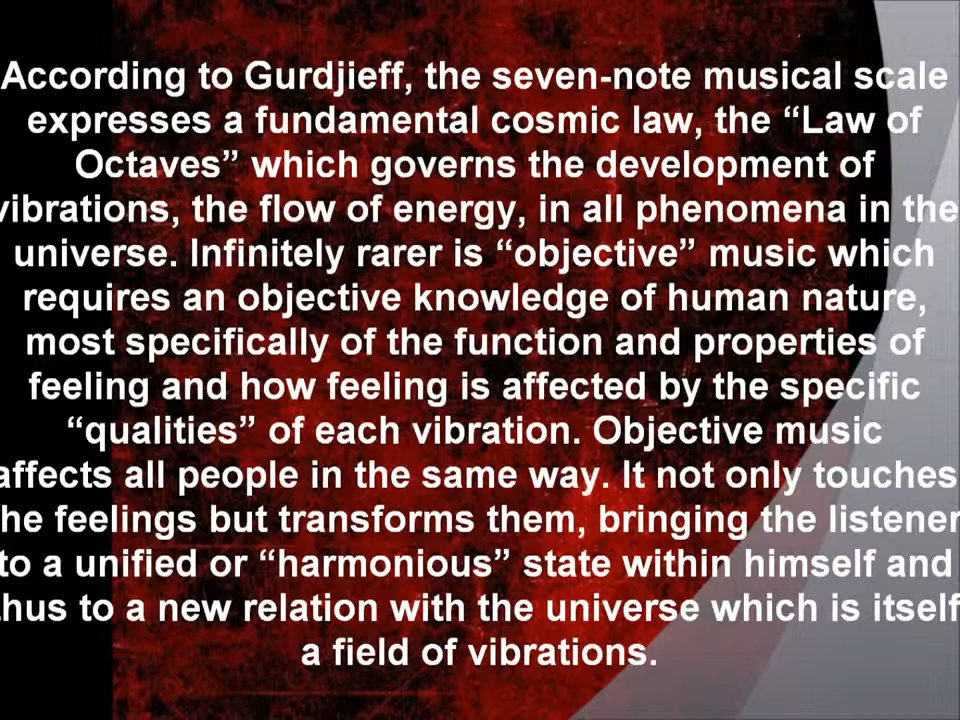 According to Gurdjieff, the seven-note musical scale
expresses a fundamental cosmic law, the “Law of
Octaves” which governs the development of
vibrations, the flow of energy, in all phenomena in the
universe. Infinitely rarer is “objective” music which
requires an objective knowledge of human nature,
most specifically of the function and properties of
feeling and how feeling is affected by the specific
“qualities” of each vibration. Objective music
affects all people in the same way. It not only touches
he feelings but transforms them, bringing the listener
to a unified or “harmonious” state within himself and
thus to a new relation with the universe which is itself
a field of vibrations.